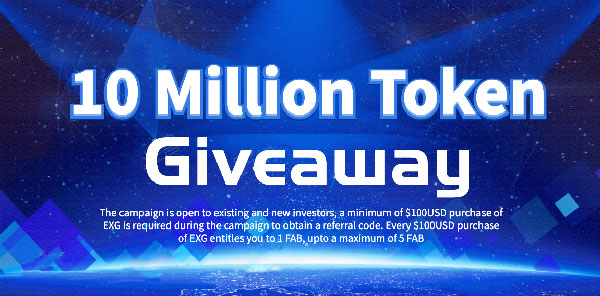 10 Million Token
Giveaway
The campaign is open to existing and new investors, a minimum of $100USD purchase of
EXG is required during the campaign to obtain a referral code. Every $100USD purchase
of EXG entitles you to 1 FAB, upto a maximum of 5 FAB